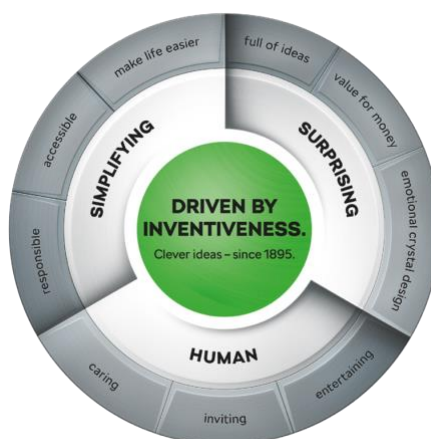 DRIVEN BY
INVENTIVENESS.
Clever ideas – since 1895.
SIMPLIFYING
responsible
accessible
make life easier
SURPRISING
full of ideas
value for money
emotional crystal design
HUMAN
caring
inviting
entertaining